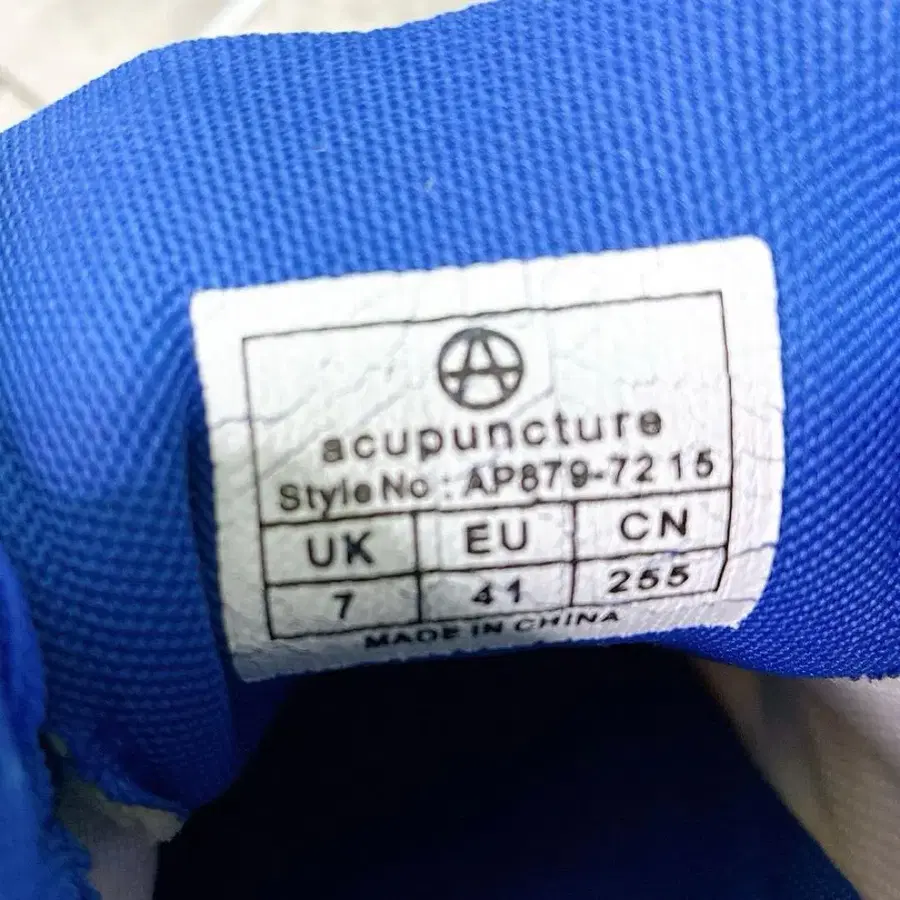 acupuncture
Style No : AP879-7215
UK EU CN
7 41 255
MADE IN CHINA